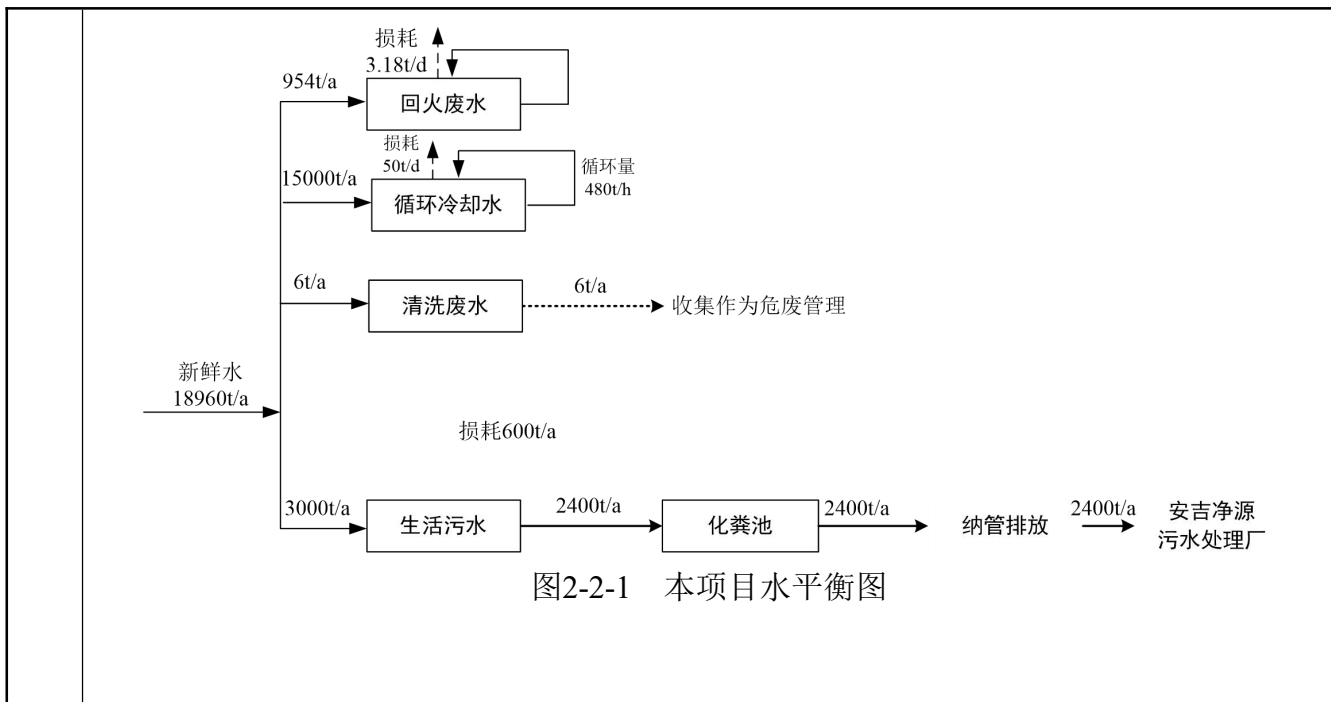 损耗
3.18t/d
954t/a
回火废水
损耗
50t/d
循环量
480t/h
15000t/a
循环冷却水
6t/a
清洗废水
6t/a
收集作为危废管理
新鲜水
18960t/a
损耗600t/a
3000t/a
生活污水
2400t/a
化粪池
2400t/a
纳管排放
2400t/a
安吉净源
污水处理厂
图2-2-1 本项目水平衡图